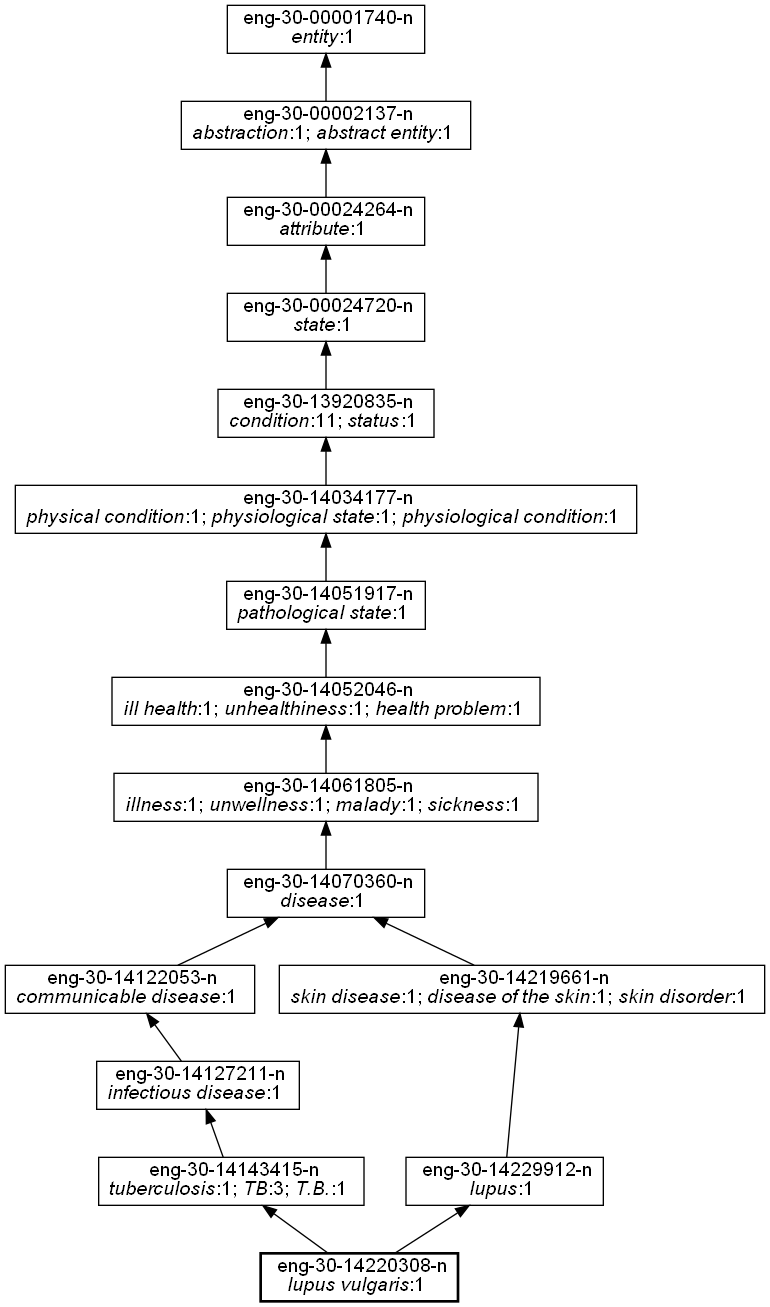 eng-30-00001740-n
entity:1
eng-30-00002137-n
abstraction:1; abstract entity:1
eng-30-00024264-n
attribute:1
eng-30-00024720-n
state:1
eng-30-13920835-n
condition:11; status:1
eng-30-14034177-n
physical condition:1; physiological state:1; physiological condition:1
eng-30-14051917-n
pathological state:1
eng-30-14052046-n
ill health:1; unhealthiness:1; health problem:1
eng-30-14061805-n
illness:1; unwellness:1; malady:1; sickness:1
eng-30-14070360-n
disease:1
eng-30-14122053-n
communicable disease:1
eng-30-14219661-n
skin disease:1; disease of the skin:1; skin disorder:1
eng-30-14127211-n
infectious disease:1
eng-30-14143415-n
tuberculosis:1; TB:3; T.B.:1
eng-30-14229912-n
lupus:1
eng-30-14220308-n
lupus vulgaris:1